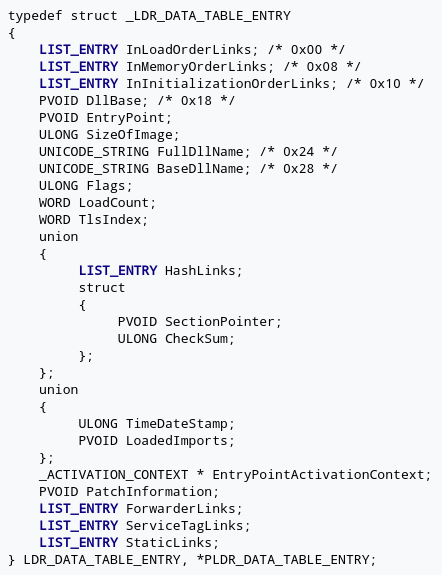 typedef struct _LDR_DATA_TABLE_ENTRY
{
LIST_ENTRY InLoadOrderLinks; /* 0x00 */
LIST_ENTRY InMemoryOrderLinks; /* 0x08 */
LIST_ENTRY InInitializationOrderLinks; /* 0x10 */
PVOID DllBase; /* 0x18 */
PVOID EntryPoint;
ULONG SizeOfImage;
UNICODE_STRING FullDllName; /* 0x24 */
UNICODE_STRING BaseDllName; /* 0x28 */
ULONG Flags;
WORD LoadCount;
WORD TlsIndex;
union
{
LIST_ENTRY HashLinks;
struct
{
PVOID SectionPointer;
ULONG CheckSum;
};
};
union
{
ULONG TimeDateStamp;
PVOID LoadedImports;
};
_ACTIVATION_CONTEXT * EntryPointActivationContext;
PVOID PatchInformation;
LIST_ENTRY ForwarderLinks;
LIST_ENTRY ServiceTagLinks;
LIST_ENTRY StaticLinks;
} LDR_DATA_TABLE_ENTRY, *PLDR_DATA_TABLE_ENTRY;